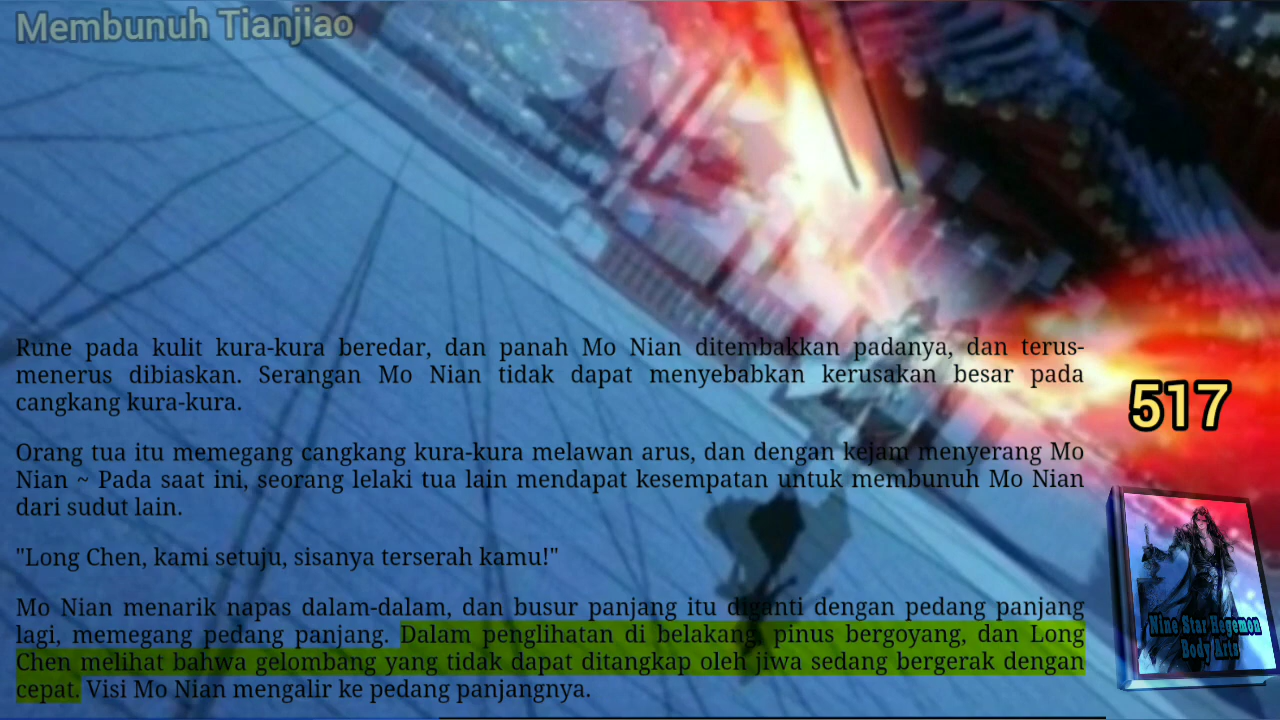 Membunuh Tianjiao
Rune pada kulit kura-kura beredar, dan panah Mo Nian ditembakkan padanya, dan terus-
menerus dibiaskan. Serangan Mo Nian tidak dapat menyebabkan kerusakan besar pada
cangkang kura-kura.
517
Orang tua itu memegang cangkang kura-kura melawan arus, dan dengan kejam menyerang Mo
Nian ~ Pada saat ini, seorang lelaki tua lain mendapat kesempatan untuk membunuh Mo Nian
dari sudut lain.
"Long Chen, kami setuju, sisanya terserah kamu!"
Mo Nian menarik napas dalam-dalam, dan busur panjang itu diganti dengan pedang panjang
lagi, memegang pedang panjang. Dalam penglihatan di belakang, pinus bergoyang, dan Long
Chen melihat bahwa gelombang yang tidak dapat ditangkap oleh jiwa sedang bergerak dengan
cepat. Visi Mo Nian mengalir ke pedang panjangnya.
Nine Star Hegemon
Body Arts